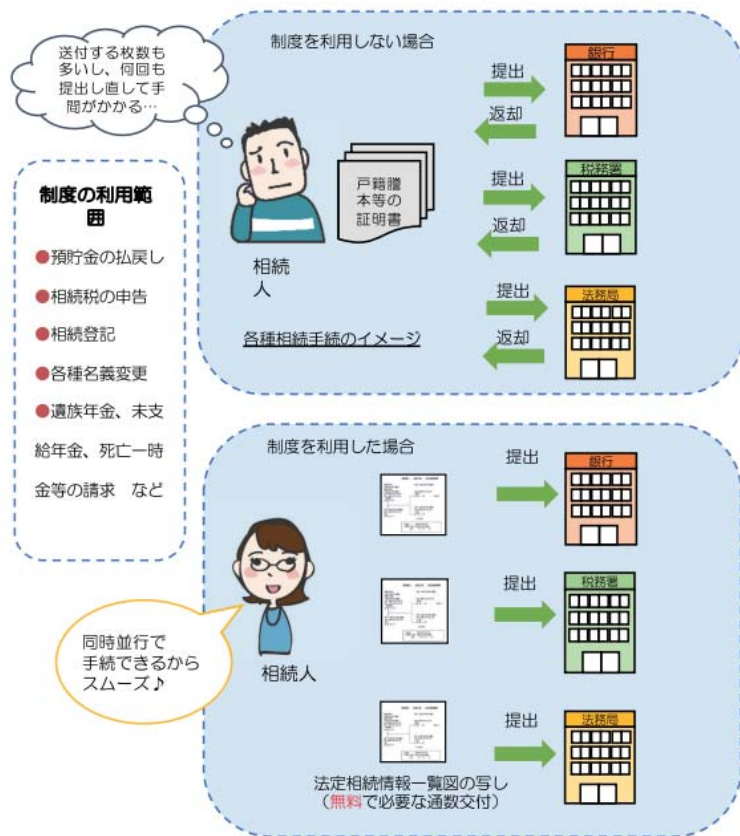 送付する枚数も
多いし、何回も
提出し直して手
間がかかる…
制度を利用しない場合
提出
返却
銀行
戸籍謄
本等の
証明書
提出
返却
税務署
相続
人
提出
返却
法務局
各種相続手続のイメージ
制度の利用範
囲
●預貯金の払戻し
●相続税の申告
●相続登記
●各種名義変更
●遺族年金、未支
給年金、死亡一時
金等の請求　など
制度を利用した場合
提出
銀行
提出
税務署
相続人
同時並行で
手続できるから
スムーズ♪
提出
法務局
法定相続情報一覧図の写し
（無料で必要な通数交付）